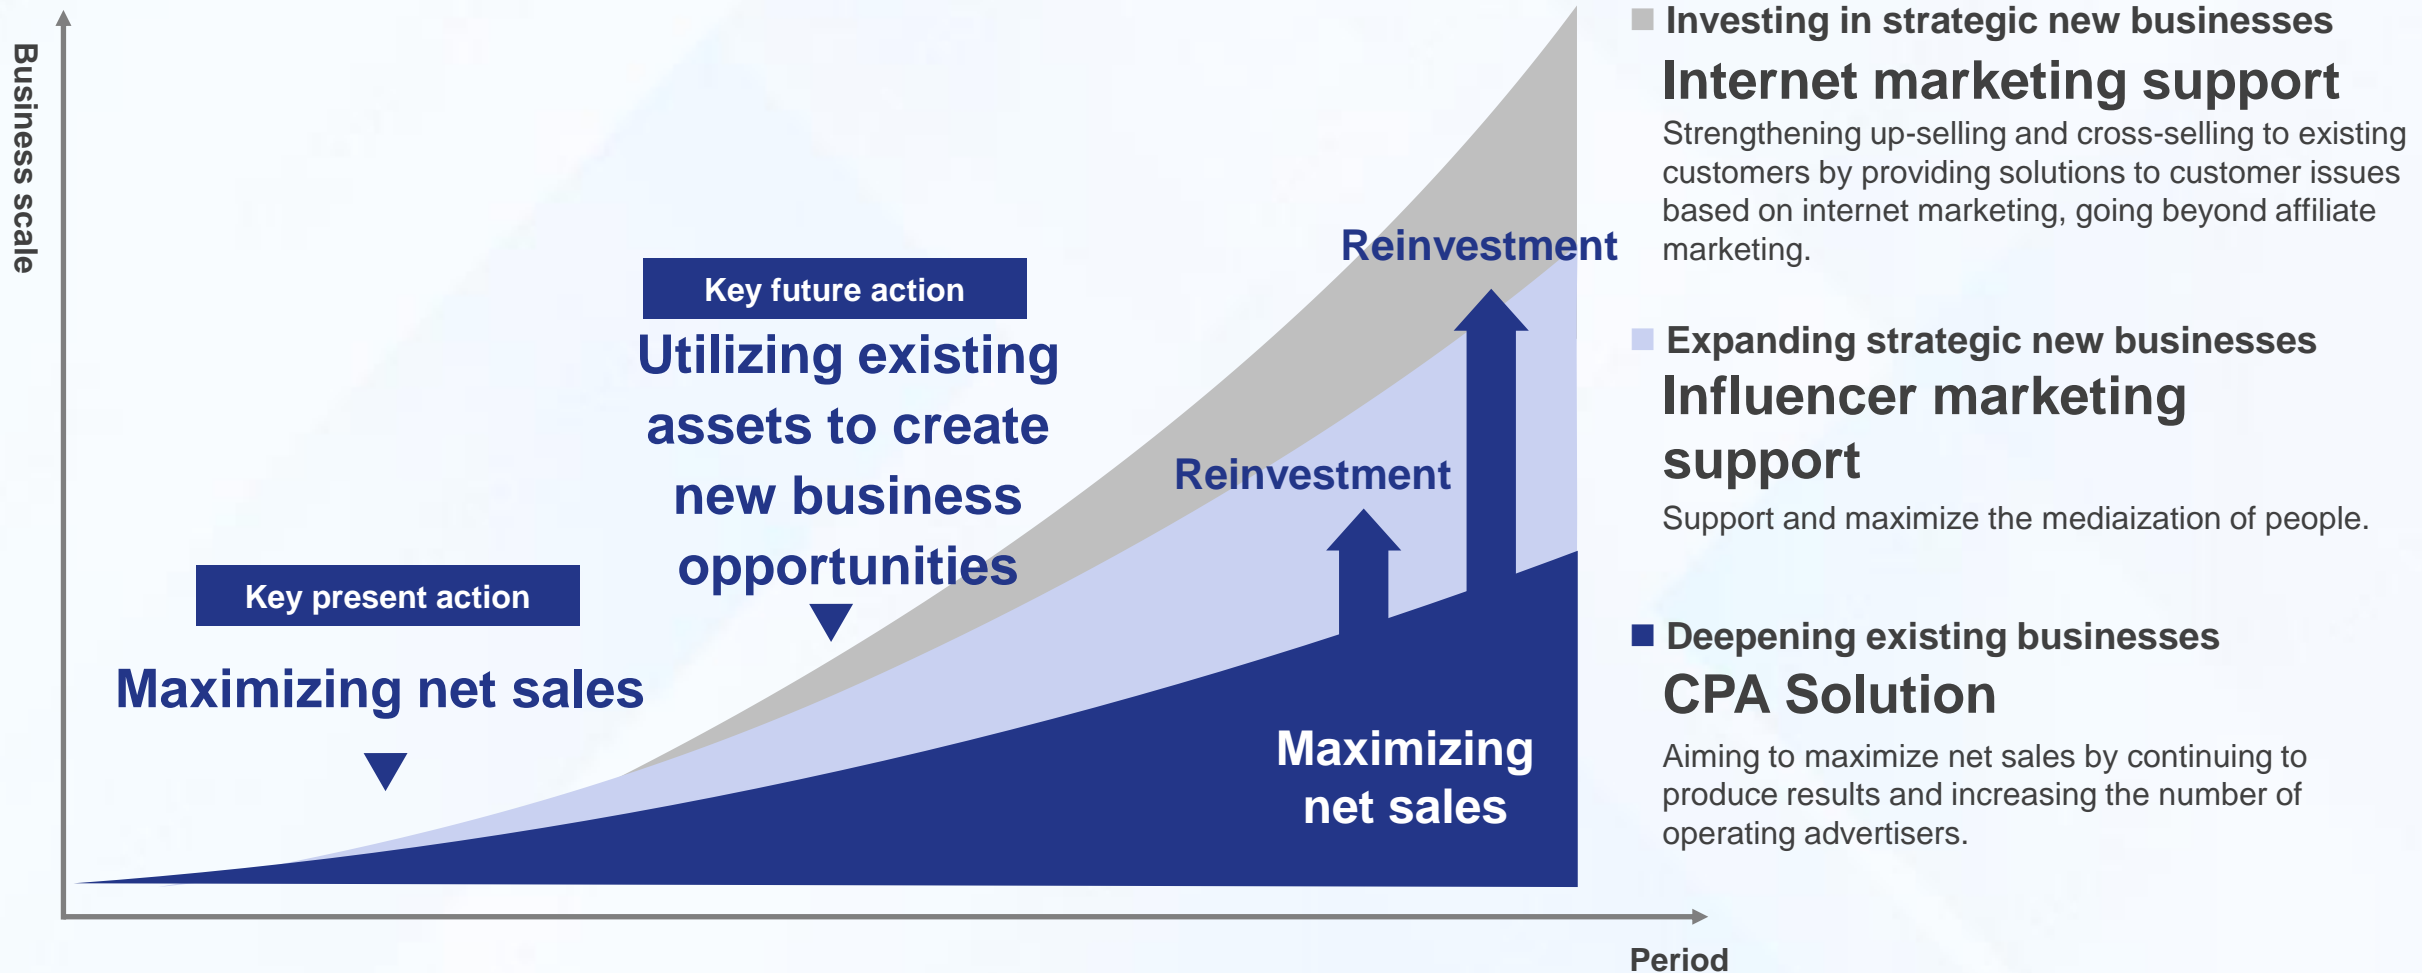 Business scale
Key present action
Maximizing net sales
Key future action
Utilizing existing
assets to create
new business
opportunities
Reinvestment
Reinvestment
Maximizing
net sales
Period
Investing in strategic new businesses
Internet marketing support
Strengthening up-selling and cross-selling to existing
customers by providing solutions to customer issues
based on internet marketing, going beyond affiliate
marketing.
Expanding strategic new businesses
Influencer marketing
support
Support and maximize the mediaization of people.
Deepening existing businesses
CPA Solution
Aiming to maximize net sales by continuing to
produce results and increasing the number of
operating advertisers.